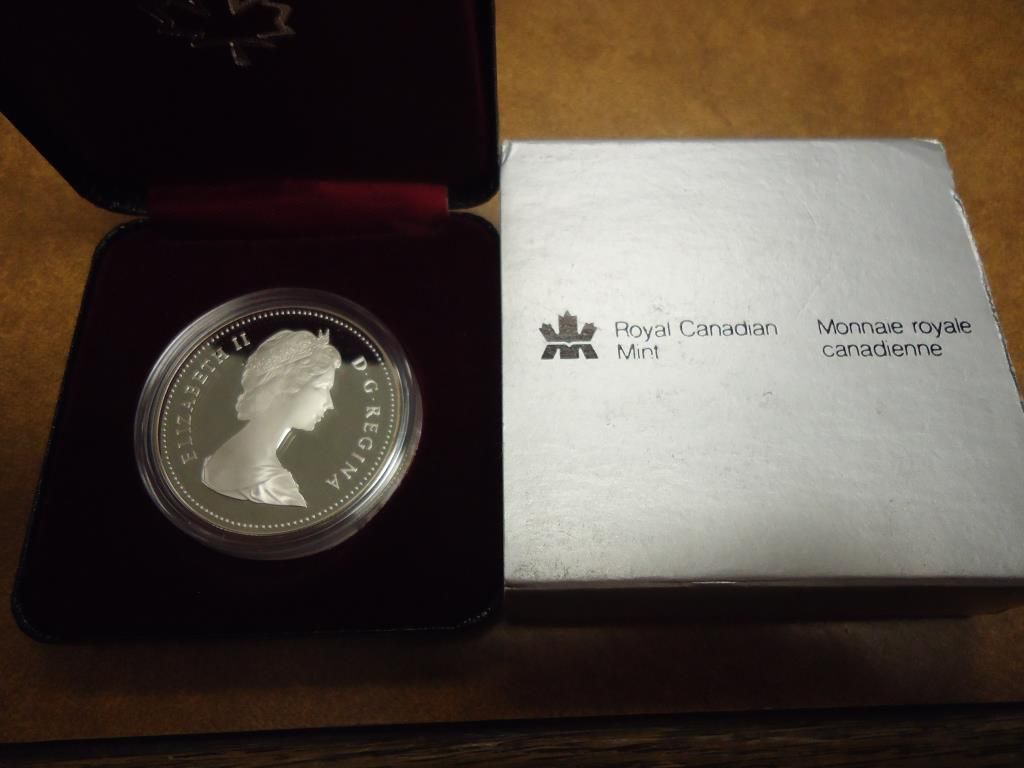 ELIZABETH II D·G·REGINA
Royal Canadian
Mint
Monnaie royale
canadienne